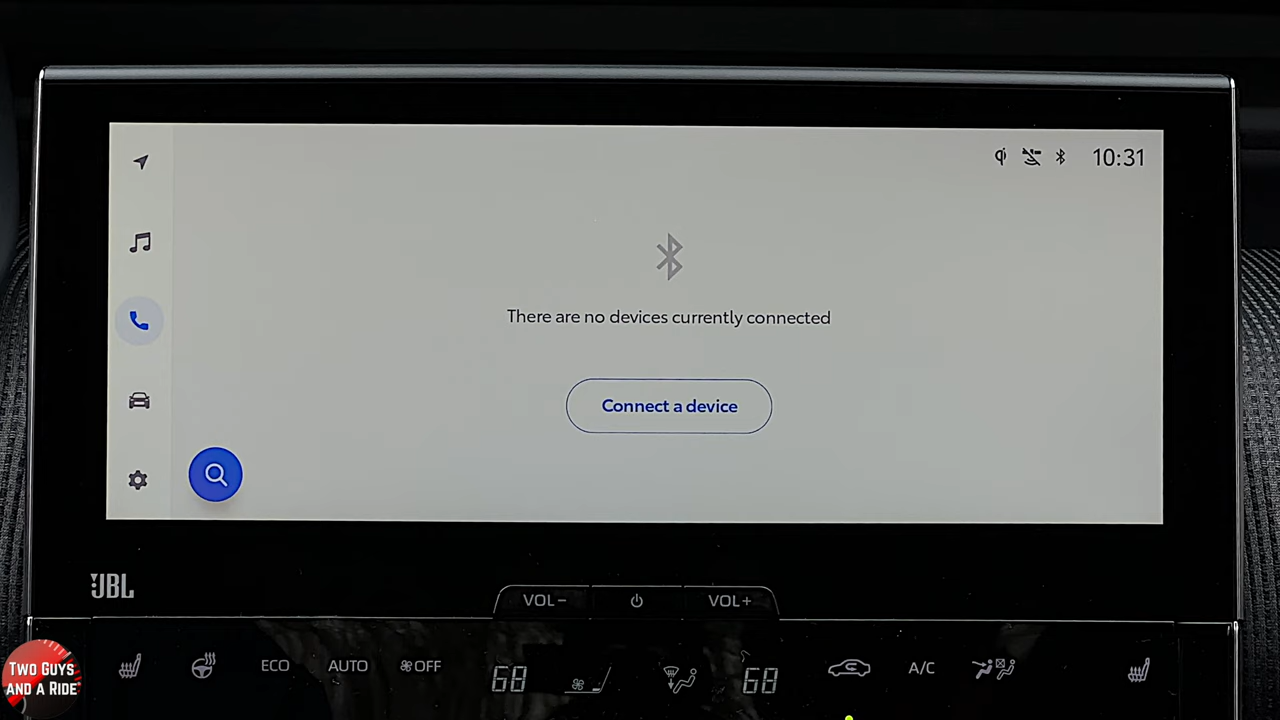 10:31
There are no devices currently connected
Connect a device
JBL
VOL- VOL+
ECO AUTO OFF 68 68 A/C
TWO GUYS
AND A RIDE